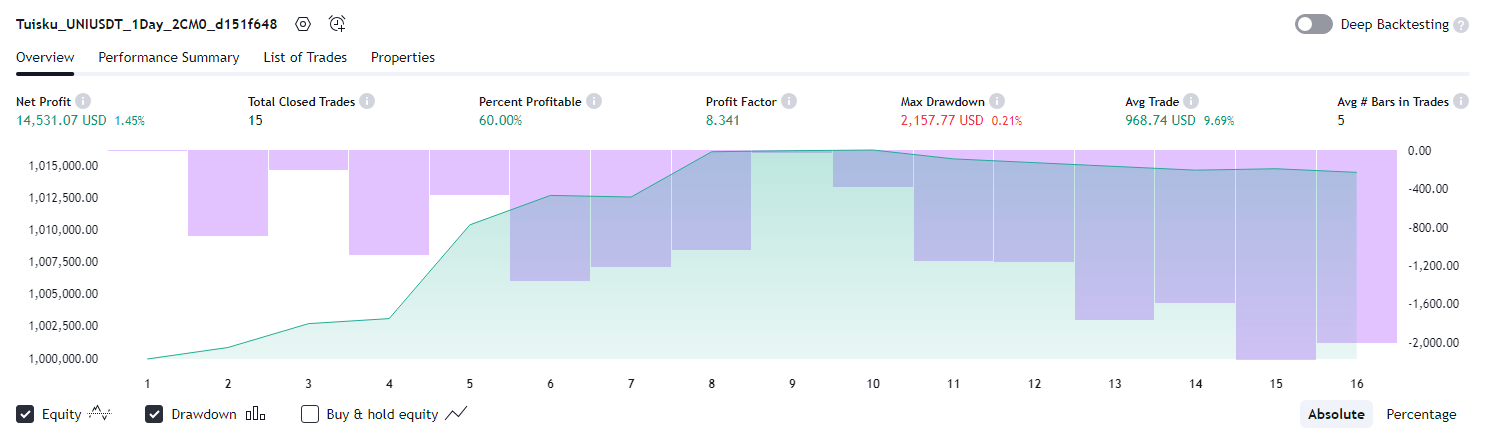 Tuisku_UNIUSDT_1Day_2CM0_d151f648
Deep Backtesting ?
Overview Performance Summary List of Trades Properties
Net Profit Total Closed Trades Percent Profitable Profit Factor Max Drawdown Avg Trade Avg # Bars in Trades
14,531.07 USD 1.45% 15 60.00% 8.341 2,157.77 USD 0.21% 968.74 USD 9.69% 5
1,015,000.00
1,012,500.00
1,010,000.00
1,007,500.00
1,005,000.00
1,002,500.00
1,000,000.00
0.00
-400.00
-800.00
-1,200.00
-1,600.00
-2,000.00
1 2 3 4 5 6 7 8 9 10 11 12 13 14 15 16
Equity Drawdown Buy & hold equity Absolute Percentage